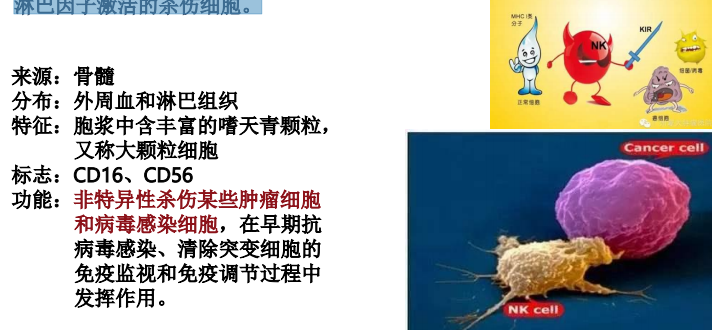 淋巴因子激活的杀伤细胞。
来源：骨髓
分布：外周血和淋巴组织
特征：胞浆中含丰富的嗜天青颗粒，
又称大颗粒细胞
标志：CD16、CD56
功能：非特异性杀伤某些肿瘤细胞
和病毒感染细胞，在早期抗
病毒感染、清除突变细胞的
免疫监视和免疫调节过程中
发挥作用。
MHC I类
分子
KIR
NK
正常细胞
细菌/病毒
癌细胞
Cancer cell
NK cell